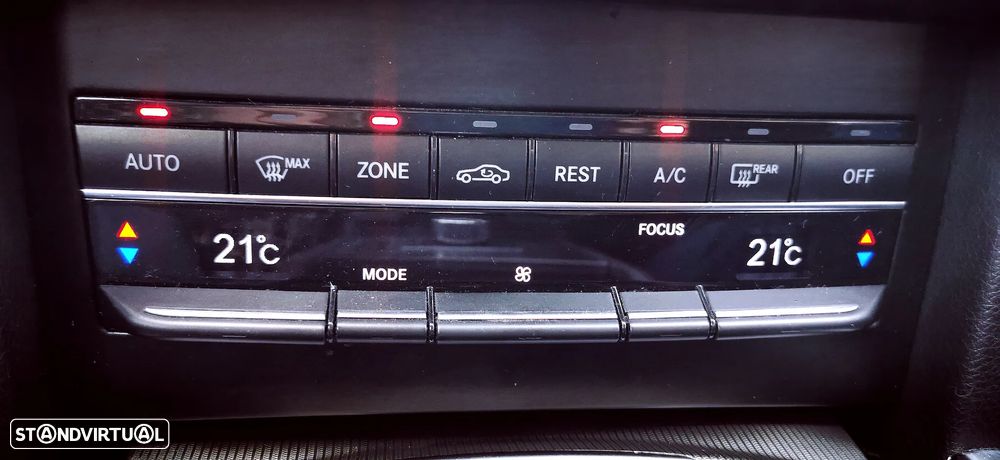 AUTO MAX ZONE REST A/C REAR OFF
FOCUS
21°C 21°C
MODE
STANDVIRTUAL